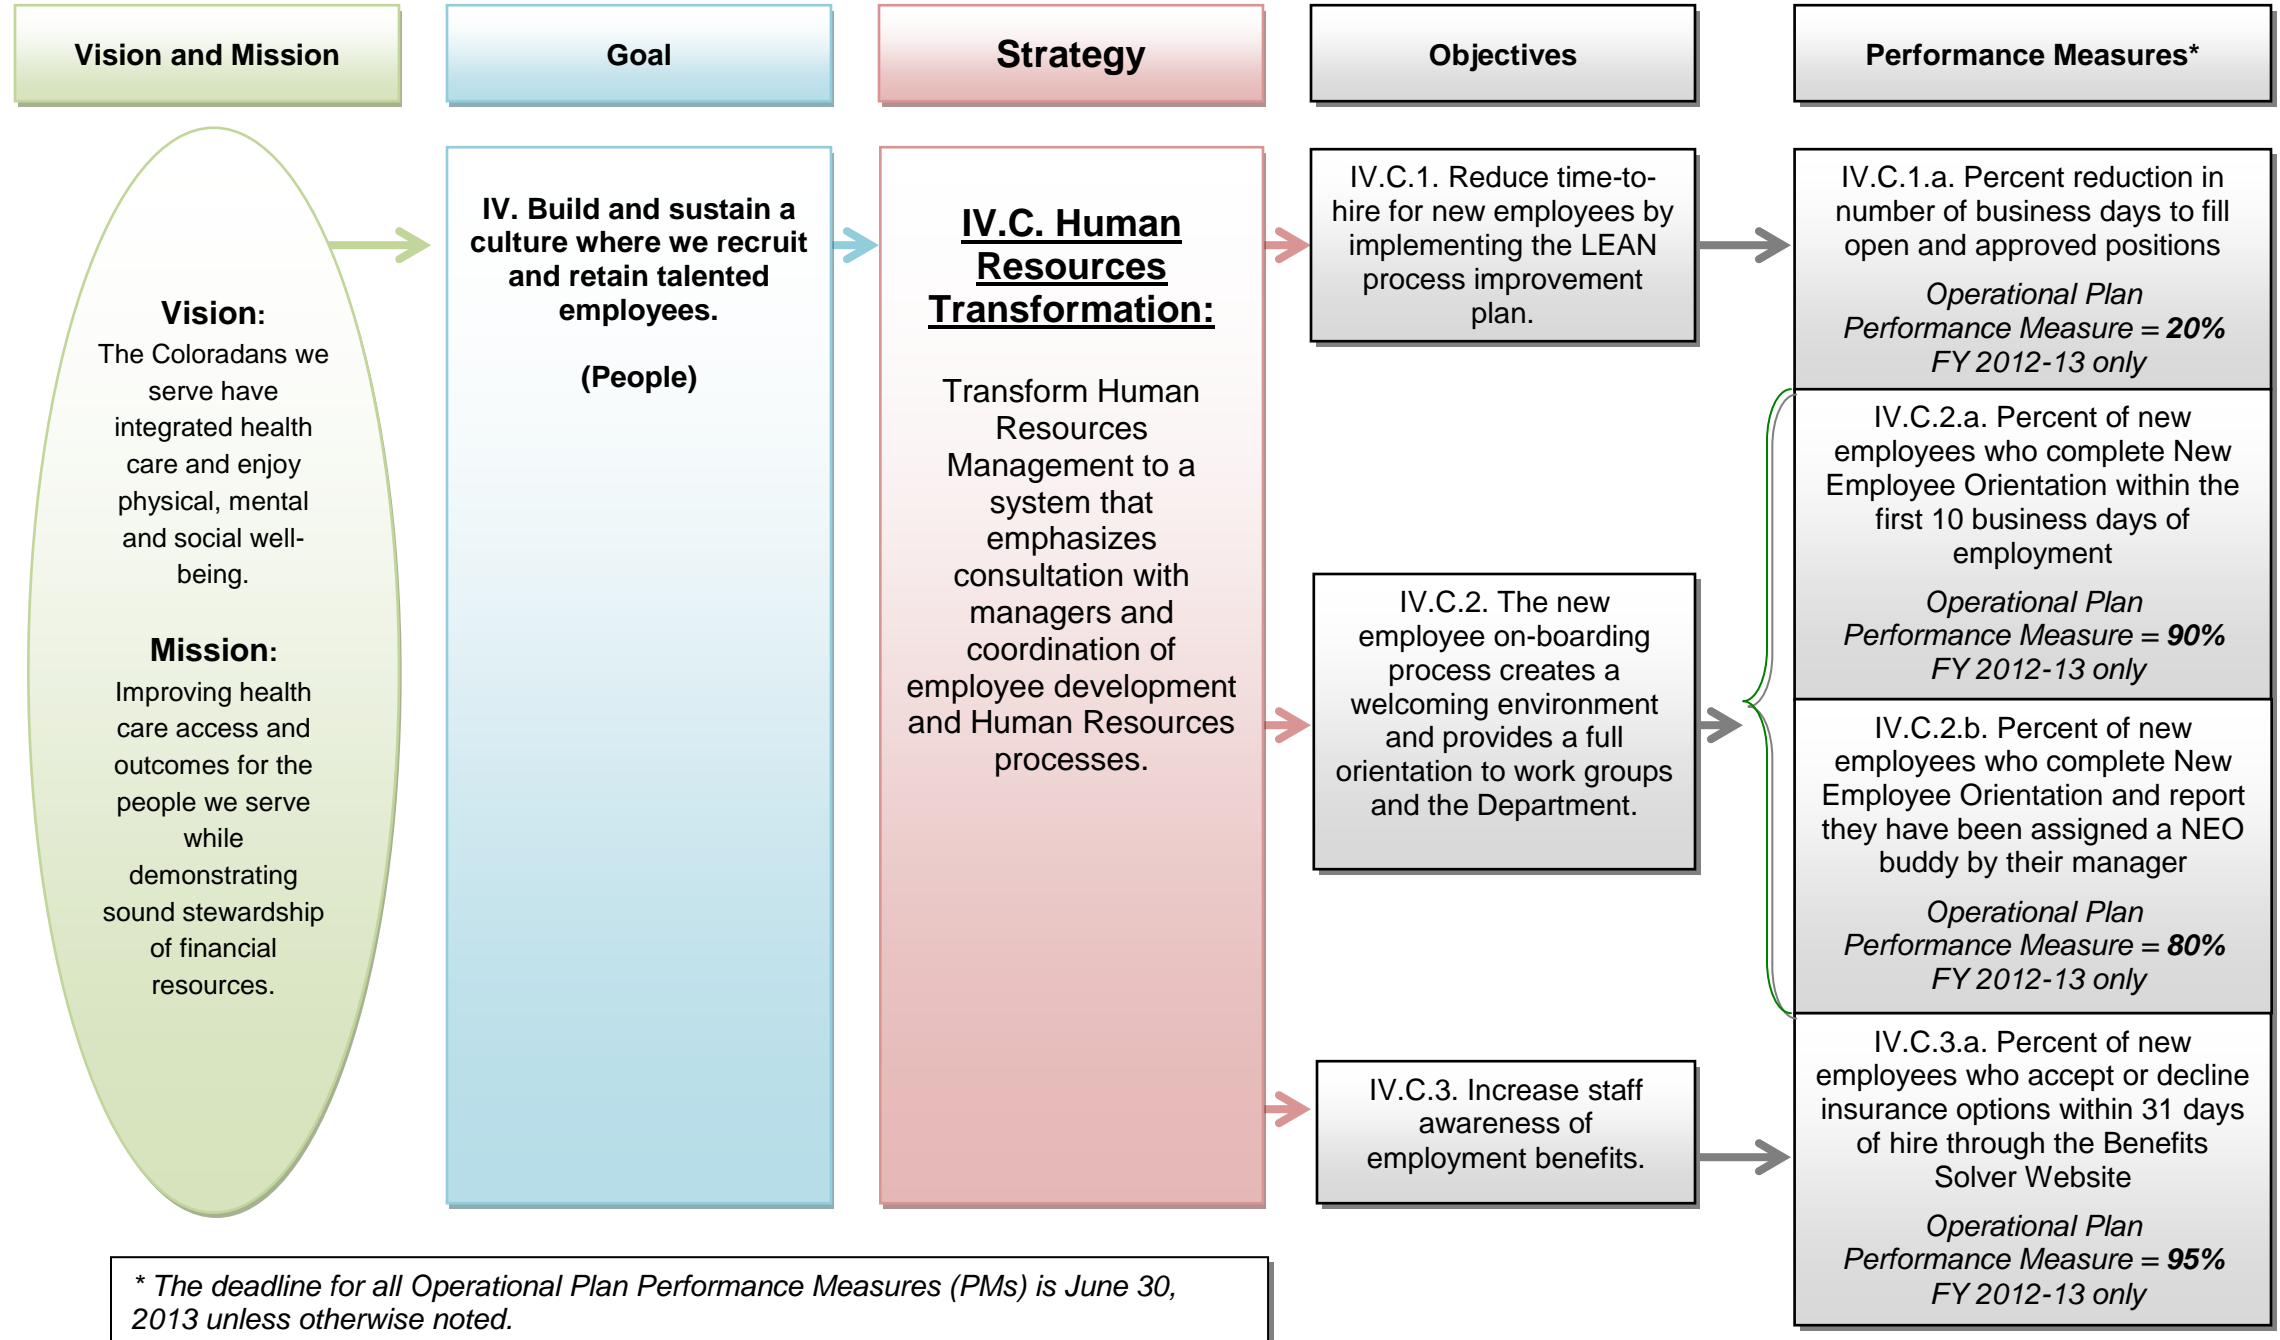 Vision and Mission
Goal
Strategy
Objectives
Performance Measures*
Vision:
The Coloradans we
serve have
integrated health
care and enjoy
physical, mental
and social well-
being.
Mission:
Improving health
care access and
outcomes for the
people we serve
while
demonstrating
sound stewardship
of financial
resources.
IV. Build and sustain a
culture where we recruit
and retain talented
employees.
(People)
IV.C. Human
Resources
Transformation:
Transform Human
Resources
Management to a
system that
emphasizes
consultation with
managers and
coordination of
employee development
and Human Resources
processes.
IV.C.1. Reduce time-to-
hire for new employees by
implementing the LEAN
process improvement
plan.
IV.C.2. The new
employee on-boarding
process creates a
welcoming environment
and provides a full
orientation to work groups
and the Department.
IV.C.3. Increase staff
awareness of
employment benefits.
IV.C.1.a. Percent reduction in
number of business days to fill
open and approved positions
Operational Plan
Performance Measure = 20%
FY 2012-13 only
IV.C.2.a. Percent of new
employees who complete New
Employee Orientation within the
first 10 business days of
employment
Operational Plan
Performance Measure = 90%
FY 2012-13 only
IV.C.2.b. Percent of new
employees who complete New
Employee Orientation and report
they have been assigned a NEO
buddy by their manager
Operational Plan
Performance Measure = 80%
FY 2012-13 only
IV.C.3.a. Percent of new
employees who accept or decline
insurance options within 31 days
of hire through the Benefits
Solver Website
Operational Plan
Performance Measure = 95%
FY 2012-13 only
* The deadline for all Operational Plan Performance Measures (PMs) is June 30,
2013 unless otherwise noted.